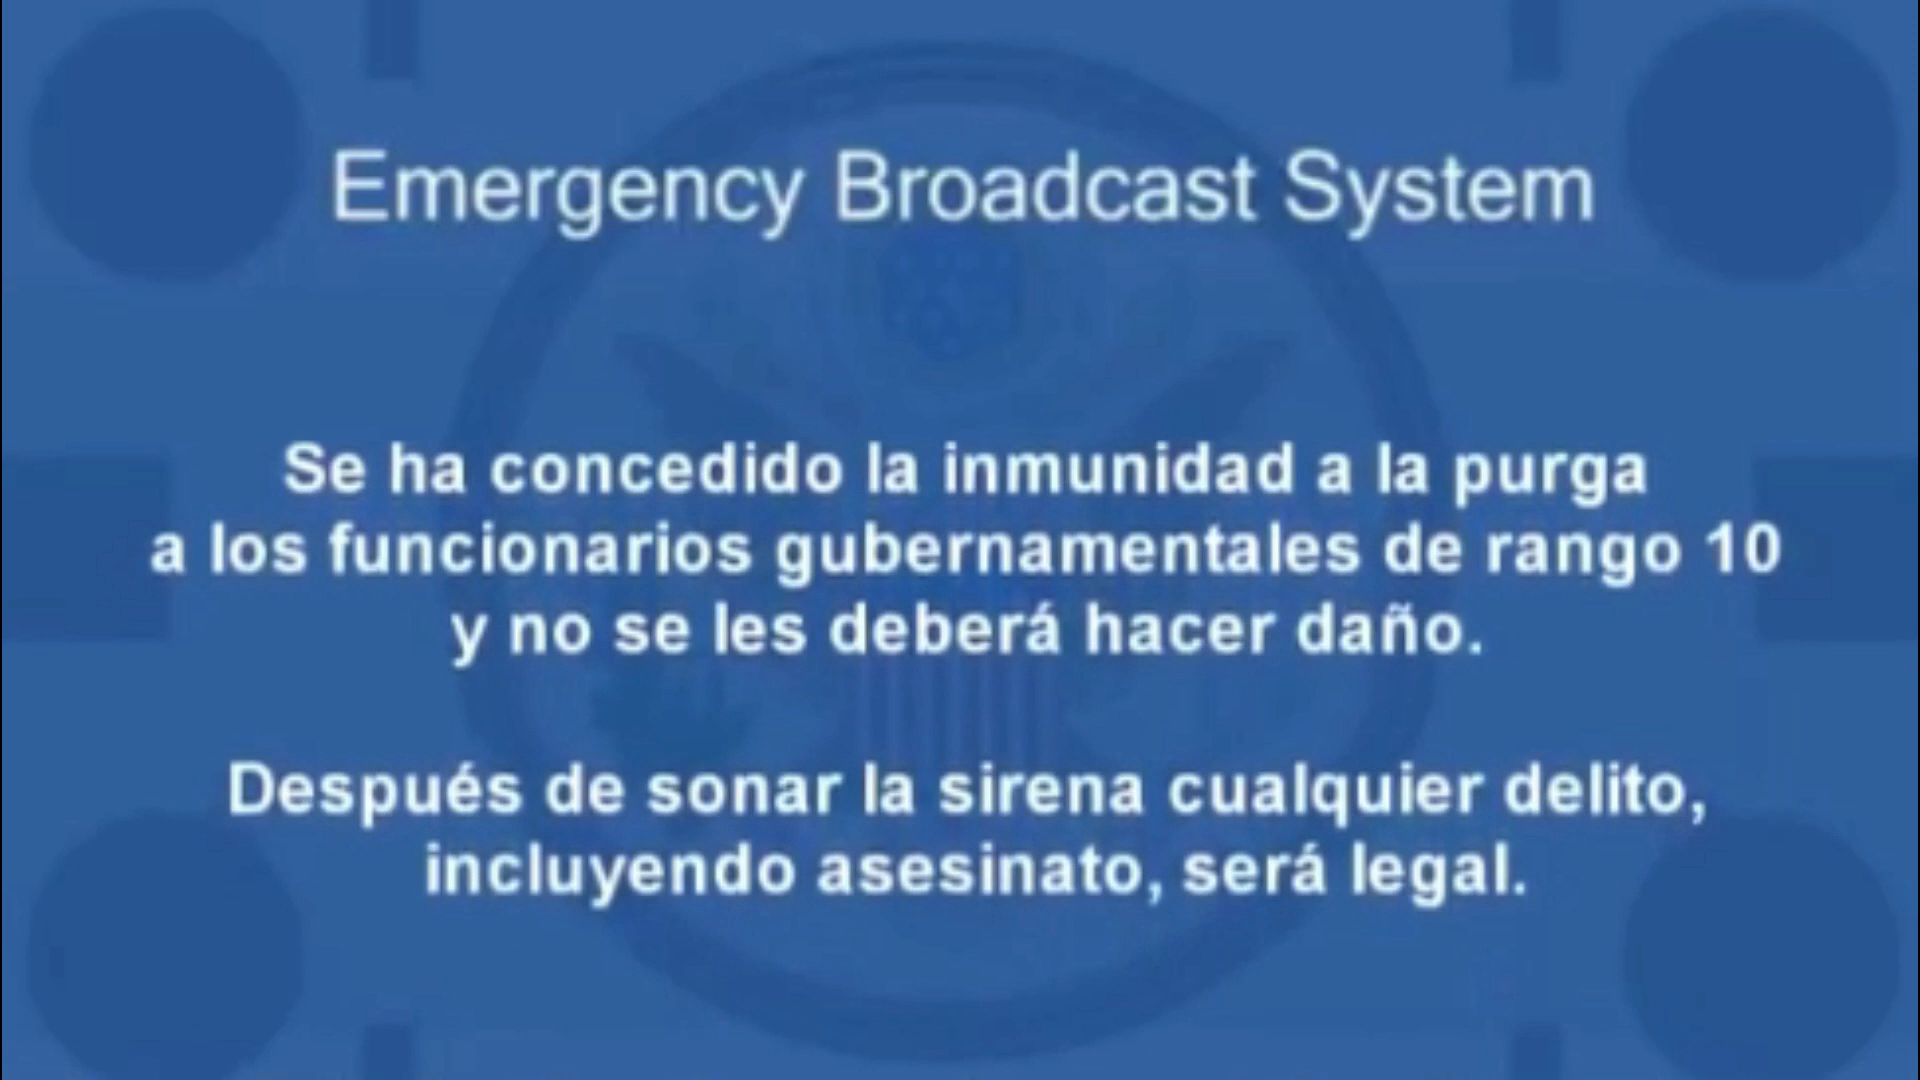 Emergency Broadcast System
Se ha concedido la inmunidad a la purga
a los funcionarios gubernamentales de rango 10
y no se les deberá hacer daño.
Después de sonar la sirena cualquier delito,
incluyendo asesinato, será legal.